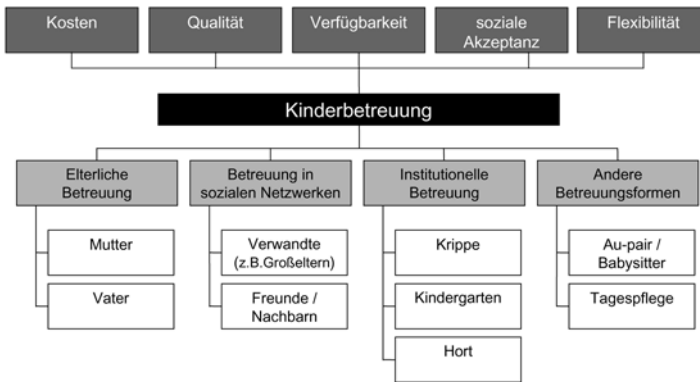 Kosten
Qualität
Verfügbarkeit
soziale
Akzeptanz
Flexibilität
Kinderbetreuung
Elterliche
Betreuung
Betreuung in
sozialen Netzwerken
Institutionelle
Betreuung
Andere
Betreuungsformen
Mutter
Vater
Verwandte
(z.B.Großeltern)
Freunde /
Nachbarn
Krippe
Kindergarten
Hort
Au-pair /
Babysitter
Tagespflege